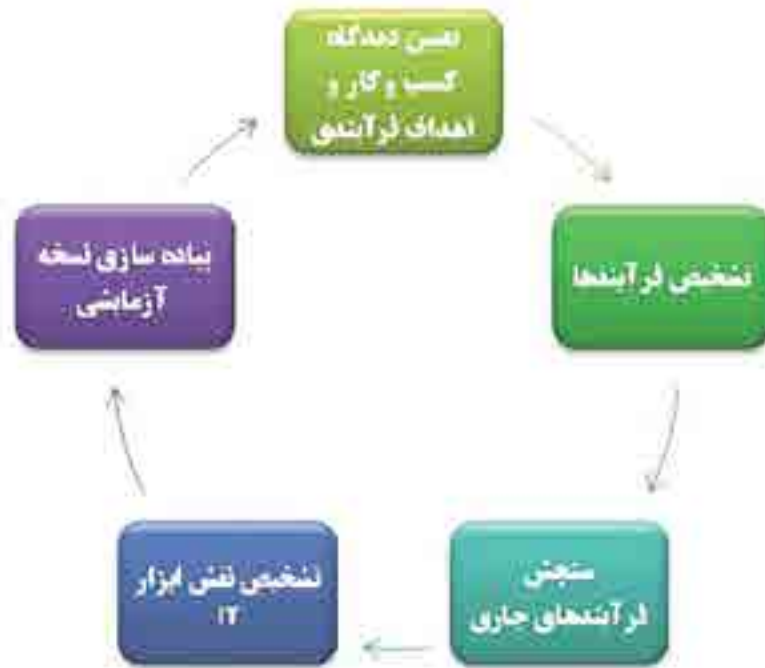 تعیین دیدگاه
کسب و کار و
اهداف فرآیندی
تشخیص فرآیندها
سنجش
فرآیندهای جاری
تشخیص نقش ابزار
IT
پیاده سازی نسخه
آزمایشی